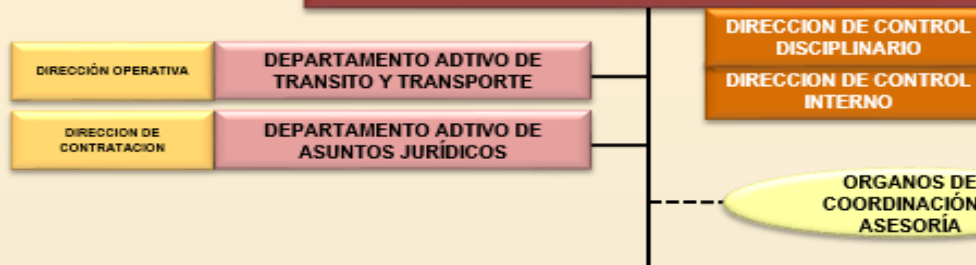 DIRECCIÓN OPERATIVA
DEPARTAMENTO ADTIVO DE
TRANSITO Y TRANSPORTE
DIRECCION DE
CONTRATACION
DEPARTAMENTO ADTIVO DE
ASUNTOS JURÍDICOS
DIRECCION DE CONTROL
DISCIPLINARIO
DIRECCION DE CONTROL
INTERNO
ORGANOS DE
COORDINACIÓN
ASESORÍA